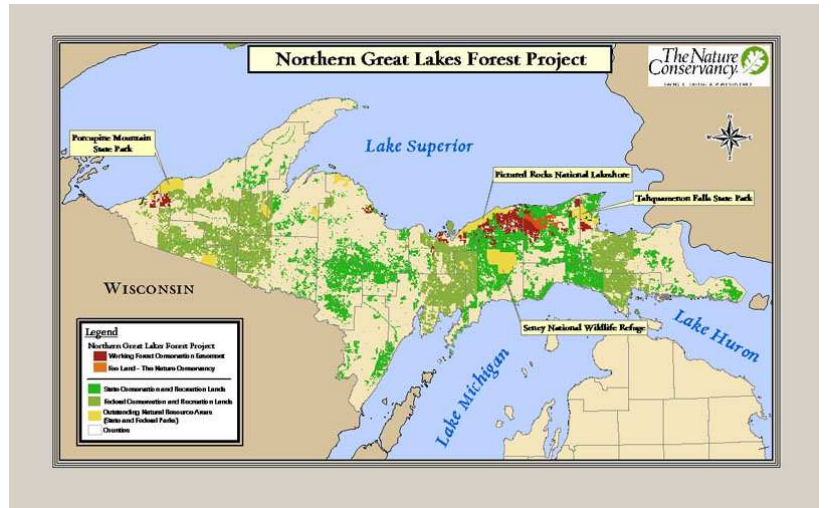 Northern Great Lakes Forest Project
The Nature
Conservancy
Porcupine Mountain
State Park
Lake Superior
Pictured Rocks National Lakeshore
Tahquamenon Falls State Park
WISCONSIN
Seney National Wildlife Refuge
Lake Huron
Lake Michigan
Legend
Northern Great Lakes Forest Project
Working Forest Conservation Easement
Fee Land - The Nature Conservancy
State Conservation and Recreation Lands
Federal Conservation and Recreation Lands
Outstanding Natural Resource Areas
(State and Federal Parks)
Counties